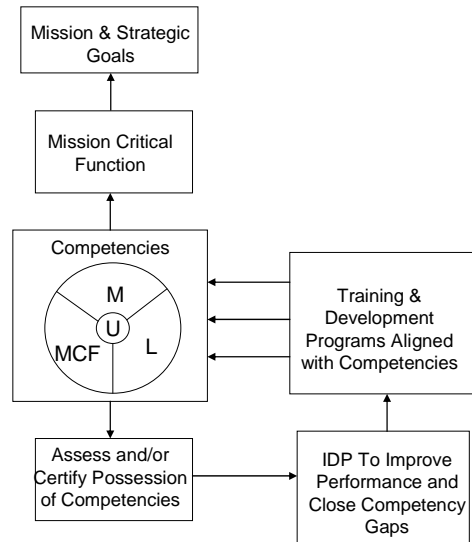 Mission & Strategic
Goals
Mission Critical
Function
Competencies
M
U
MCF
L
Training &
Development
Programs Aligned
with Competencies
Assess and/or
Certify Possession
of Competencies
IDP To Improve
Performance and
Close Competency
Gaps